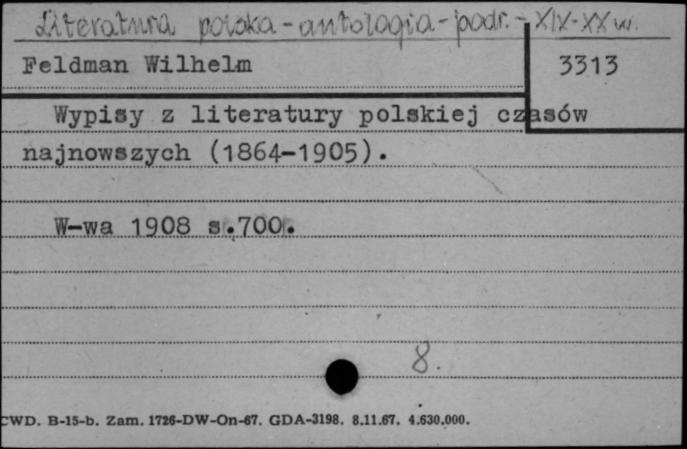 Literatura polska - antologia - podr. - XIX-XX w.
Feldman Wilhelm 3313
Wypisy z literatury polskiej czasów
najnowszych (1864-1905).
W-wa 1908 s.700.
8.
CWD. B-15-b. Zam. 1726-DW-On-67. GDA-3198. 8.11.67. 4.630.000.